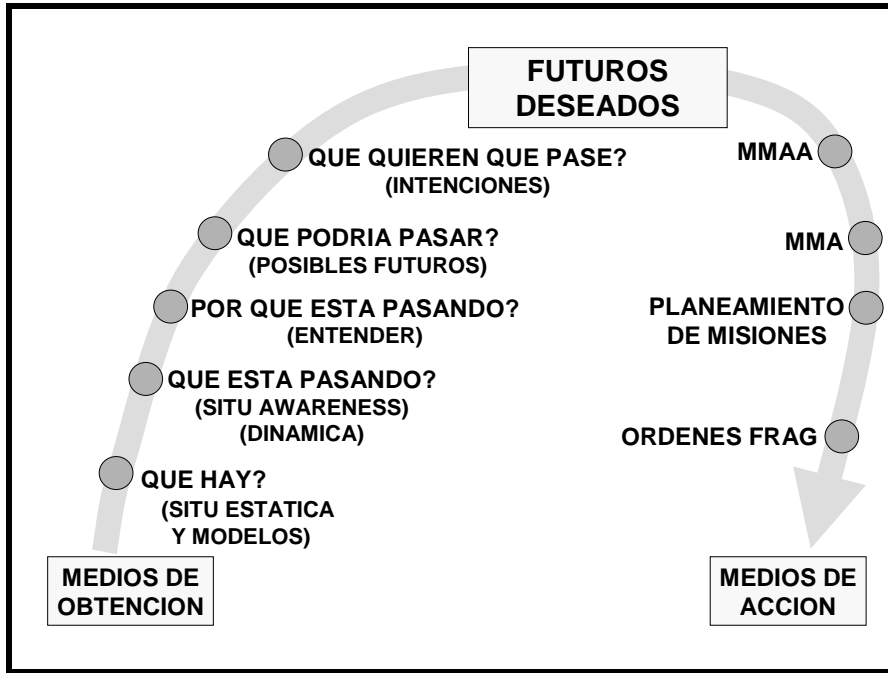 FUTUROS
DESEADOS
QUE QUIEREN QUE PASE?
(INTENCIONES)
QUE PODRIA PASAR?
(POSIBLES FUTUROS)
POR QUE ESTA PASANDO?
(ENTENDER)
QUE ESTA PASANDO?
(SITU AWARENESS)
(DINAMICA)
QUE HAY?
(SITU ESTATICA
Y MODELOS)
MEDIOS DE
OBTENCION
MMAA
MMA
PLANEAMIENTO
DE MISIONES
ORDENES FRAG
MEDIOS DE
ACCION